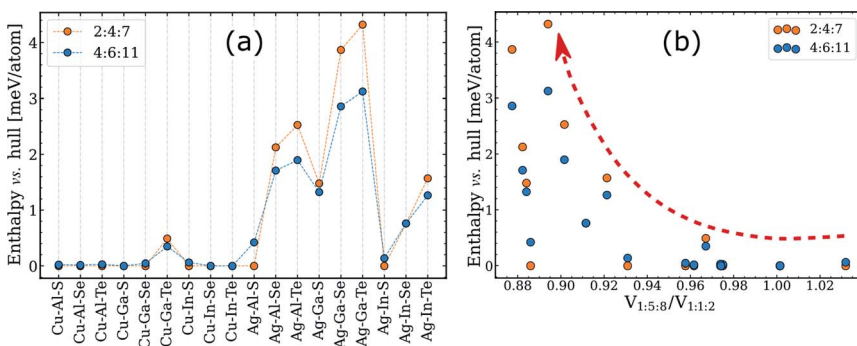 (a)
2:4:7
4:6:11
Enthalpy vs. hull [meV/atom]
4
3
2
1
0
Cu-Al-S
Cu-Al-Se
Cu-Al-Te
Cu-Ga-S
Cu-Ga-Se
Cu-Ga-Te
Cu-In-S
Cu-In-Se
Cu-In-Te
Ag-Al-S
Ag-Al-Se
Ag-Al-Te
Ag-Ga-S
Ag-Ga-Se
Ag-Ga-Te
Ag-In-S
Ag-In-Se
Ag-In-Te
(b)
2:4:7
4:6:11
Enthalpy vs. hull [meV/atom]
4
3
2
1
0
0.88 0.90 0.92 0.94 0.96 0.98 1.00 1.02
V1:5:8/V1:1:2